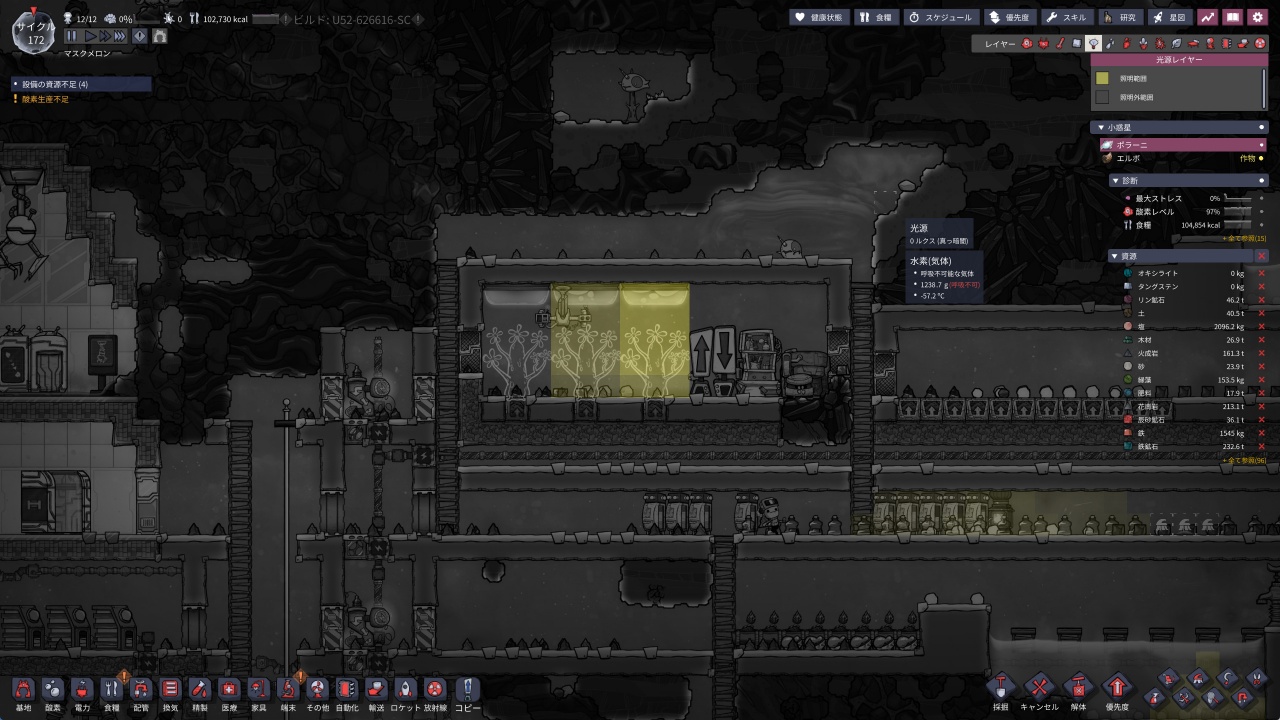 サイクル
172
12/12
0%
0
102,730 kcal
ビルド: U52-626616-SC
マスクメロン
設備の資源不足 (4)
酸素生産不足
健康状態
食糧
スケジュール
優先度
スキル
研究
星図
レイヤー
光源レイヤー
照明範囲
照明外範囲
小惑星
ポラーニ
エルボ
作物
診断
最大ストレス 0%
酸素レベル 97%
食糧 104,854 kcal
+ 全て参照(15)
資源
オキシライト 0 kg
タングステン 0 kg
リン鉱石 46.2 t
土 40.5 t
塩 2096.2 kg
木材 26.9 t
火成岩 161.3 t
砂 23.9 t
緑藻 153.5 kg
肥料 17.9 t
花崗岩 213.1 t
辰砂鉱石 36.1 t
鉄 1545 kg
鉄鉱石 232.6 t
+ 全て参照(96)
光源
0 ルクス (真っ暗闇)
水素(気体)
呼吸不可能な気体
1238.7 g(呼吸不可)
-57.2 °C
基地
酸素
電力
食糧
配管
換気
精製
医療
家具
端末
その他
自動化
輸送
ロケット
放射線
コピー
採掘
キャンセル
解体
優先度